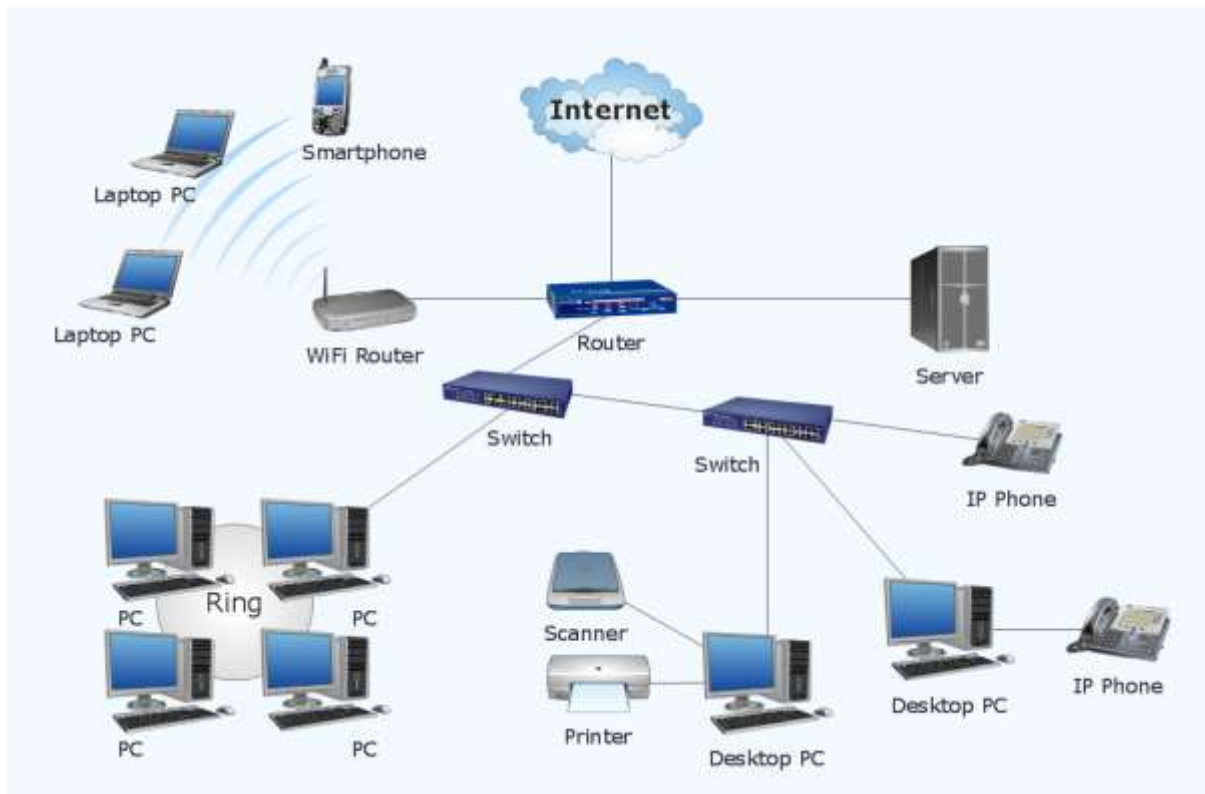 Internet
Smartphone
Laptop PC
Laptop PC
WiFi Router
Router
Server
Switch
Switch
IP Phone
Ring
PC
PC
PC
PC
Scanner
Printer
Desktop PC
Desktop PC
IP Phone